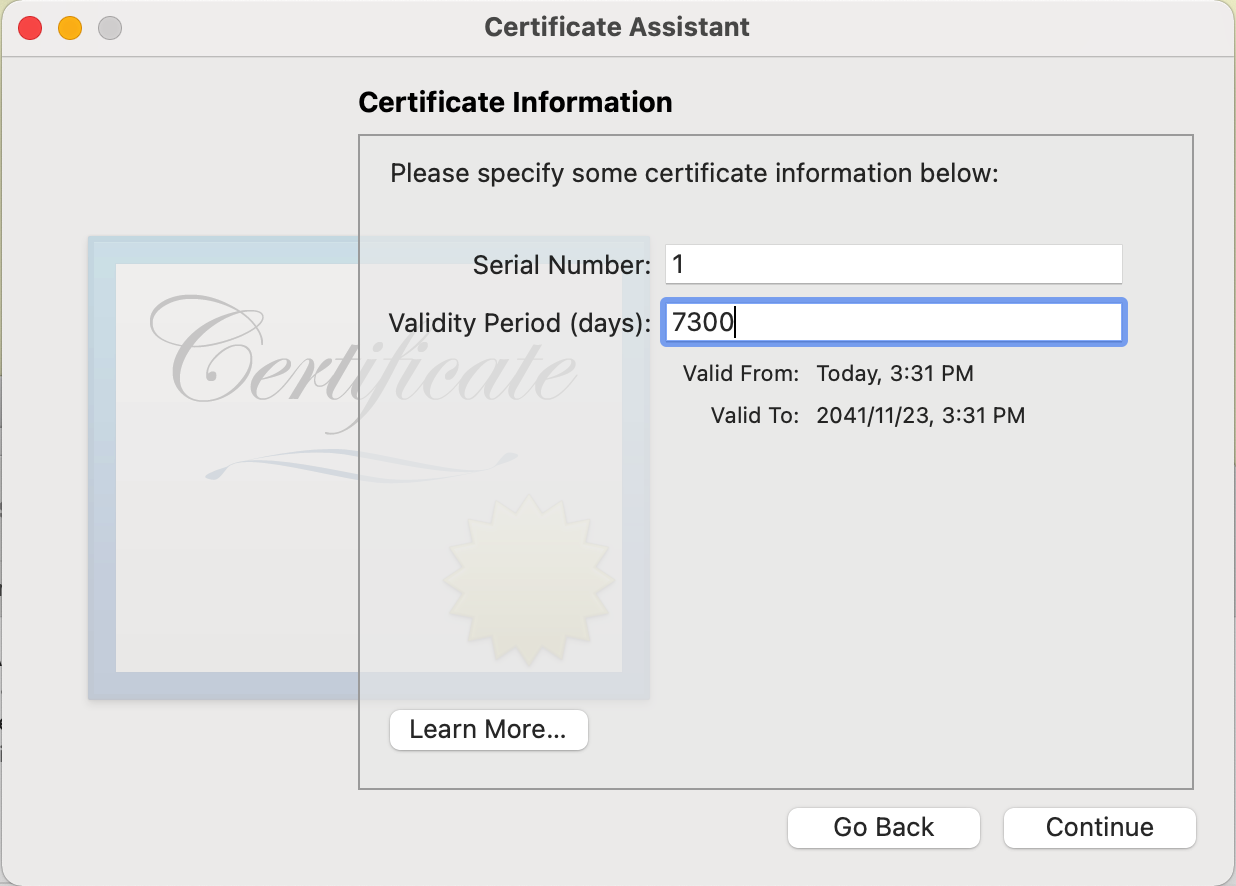 Certificate Assistant
Certificate Information
Please specify some certificate information below:
Serial Number: 1
Validity Period (days): 7300
Valid From: Today, 3:31 PM
Valid To: 2041/11/23, 3:31 PM
Certificate
Learn More...
Go Back Continue